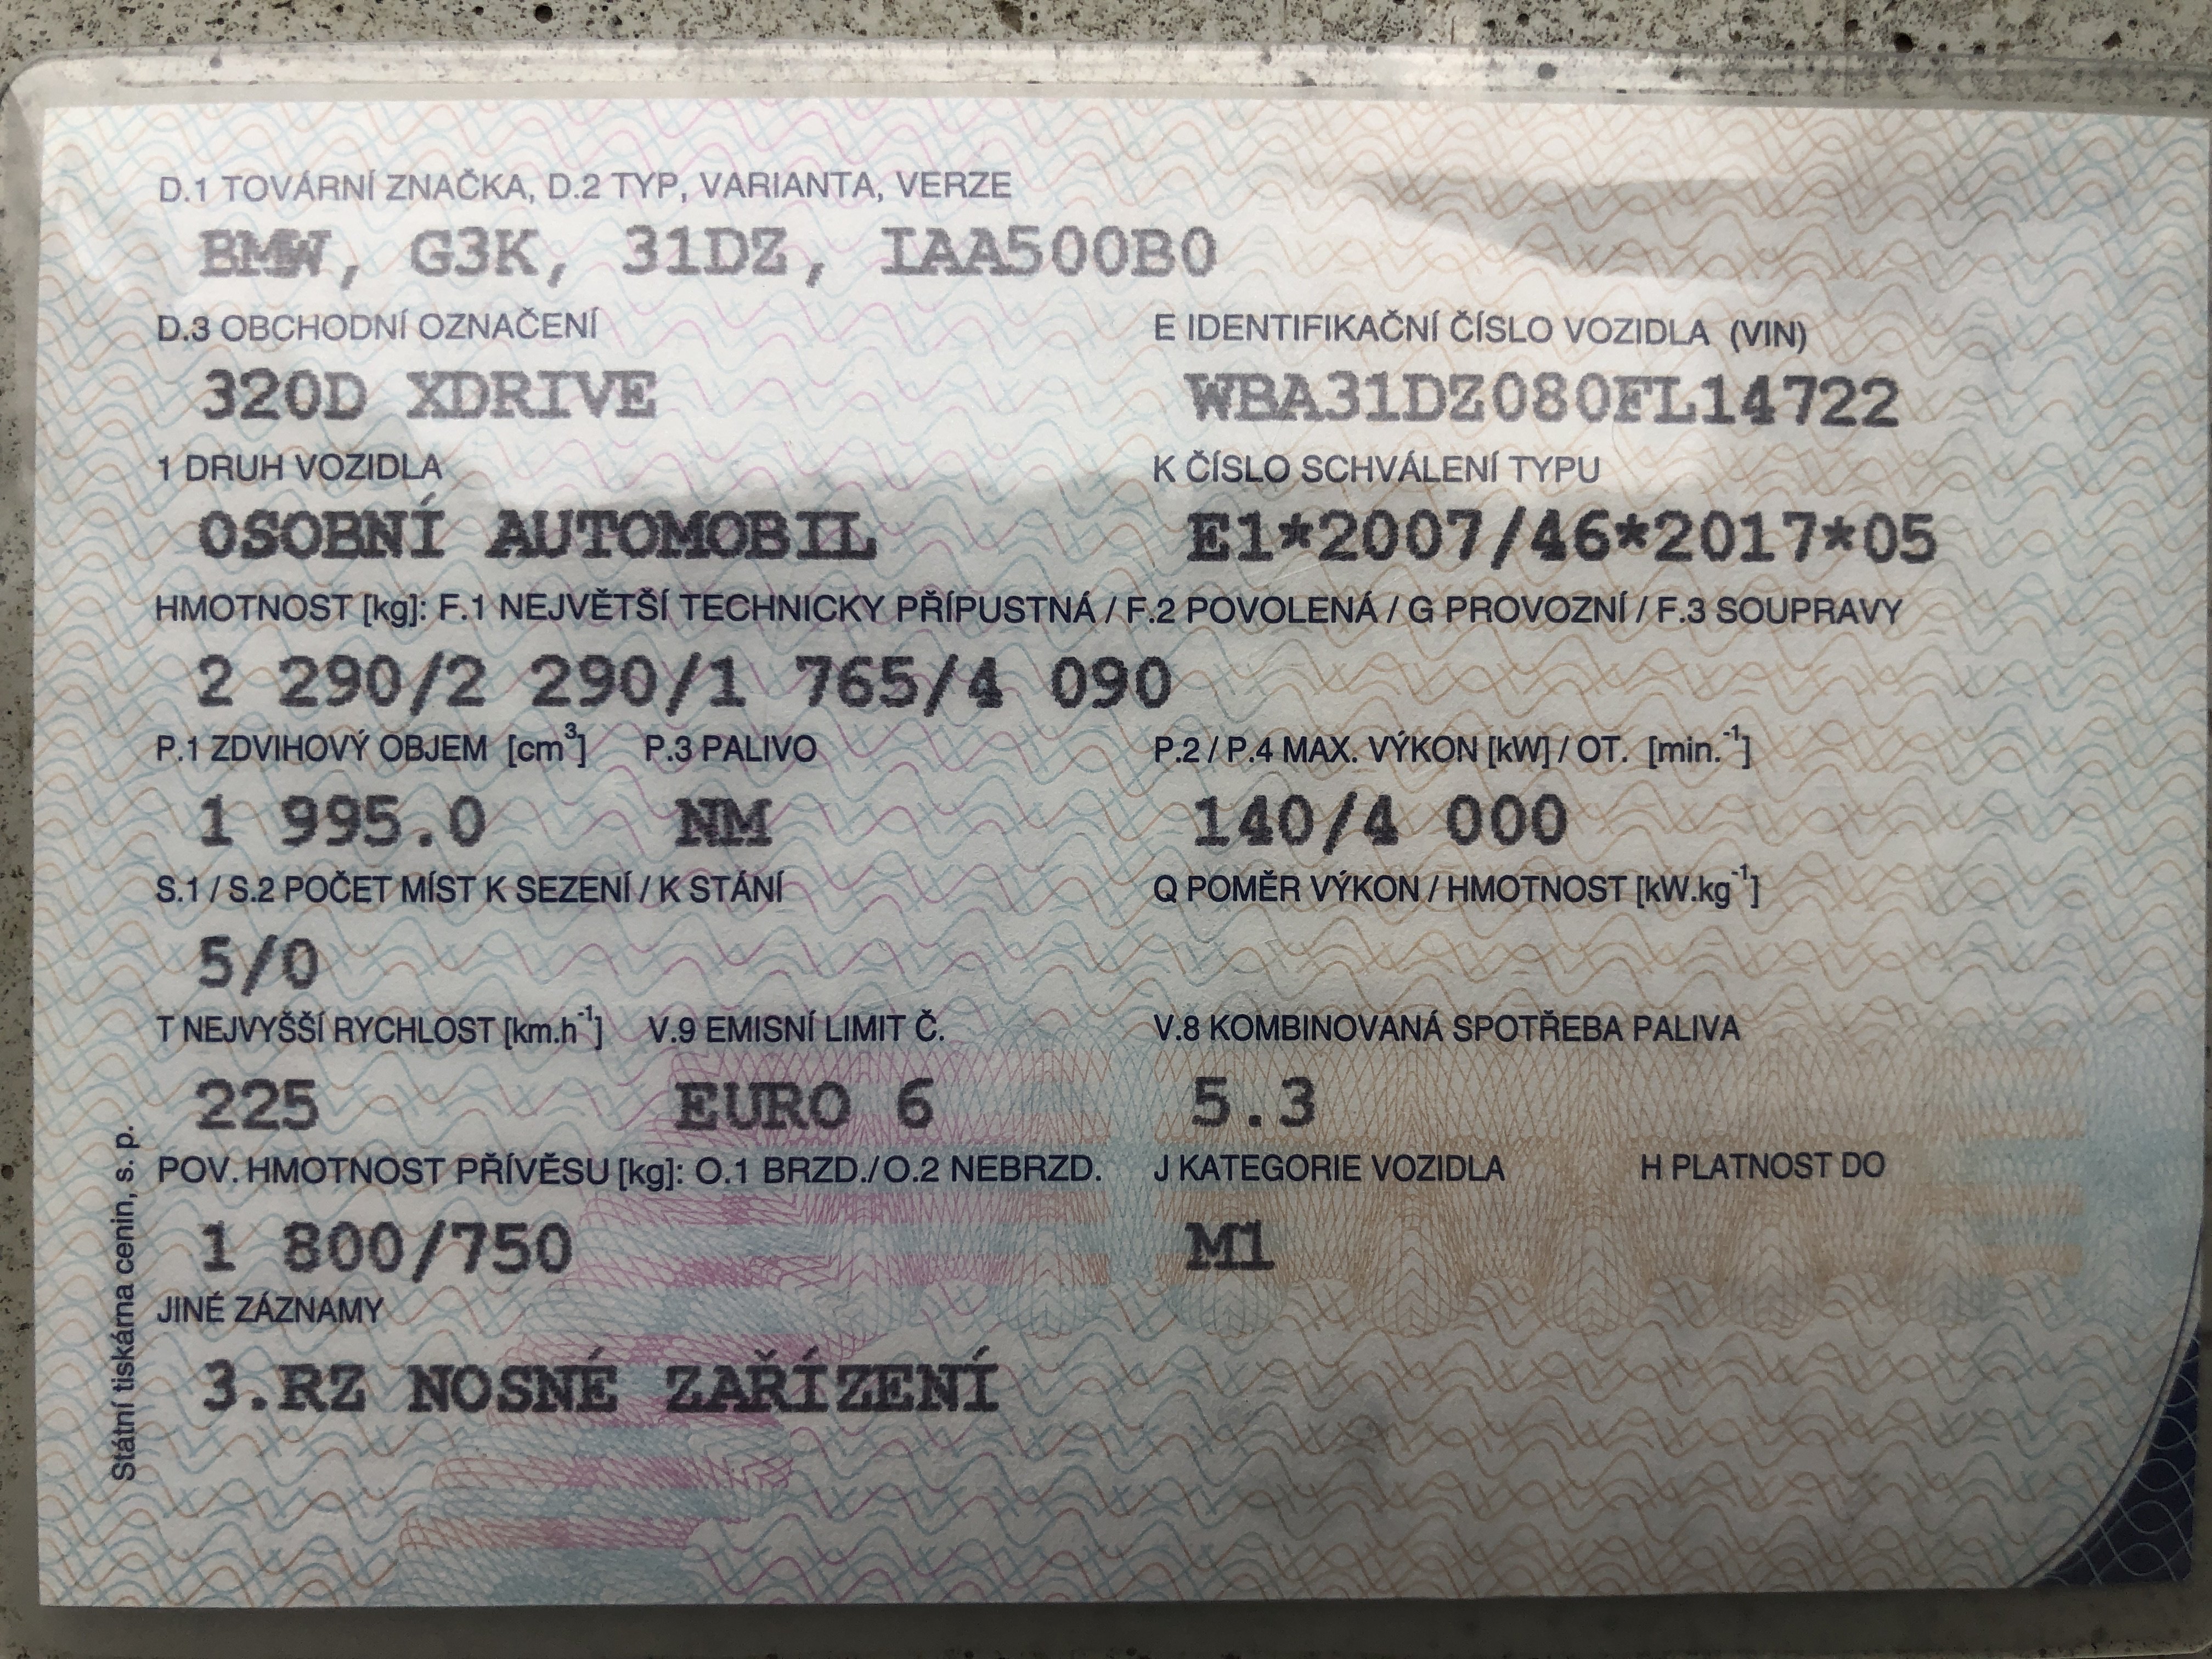 D.1 TOVÁRNÍ ZNAČKA, D.2 TYP, VARIANTA, VERZE
BMW, G3K, 31DZ, IAA500B0
D.3 OBCHODNÍ OZNAČENÍ E IDENTIFIKAČNÍ ČÍSLO VOZIDLA (VIN)
320D XDRIVE WBA31DZ080FL14722
1 DRUH VOZIDLA K ČÍSLO SCHVÁLENÍ TYPU
OSOBNÍ AUTOMOBIL E1*2007/46*2017*05
HMOTNOST [kg]: F.1 NEJVĚTŠÍ TECHNICKY PŘÍPUSTNÁ / F.2 POVOLENÁ / G PROVOZNÍ / F.3 SOUPRAVY
2 290/2 290/1 765/4 090
P.1 ZDVIHOVÝ OBJEM [cm³] P.3 PALIVO P.2 / P.4 MAX. VÝKON [kW] / OT. [min.⁻¹]
1 995.0 NM 140/4 000
S.1 / S.2 POČET MÍST K SEZENÍ / K STÁNÍ Q POMĚR VÝKON / HMOTNOST [kW.kg⁻¹]
5/0
T NEJVYŠŠÍ RYCHLOST [km.h⁻¹] V.9 EMISNÍ LIMIT Č. V.8 KOMBINOVANÁ SPOTŘEBA PALIVA
225 EURO 6 5.3
POV. HMOTNOST PŘÍVĚSU [kg]: O.1 BRZD./O.2 NEBRZD. J KATEGORIE VOZIDLA H PLATNOST DO
1 800/750 M1
JINÉ ZÁZNAMY
3.RZ NOSNÉ ZAŘÍZENÍ
Státní tiskárna cenin, s. p.